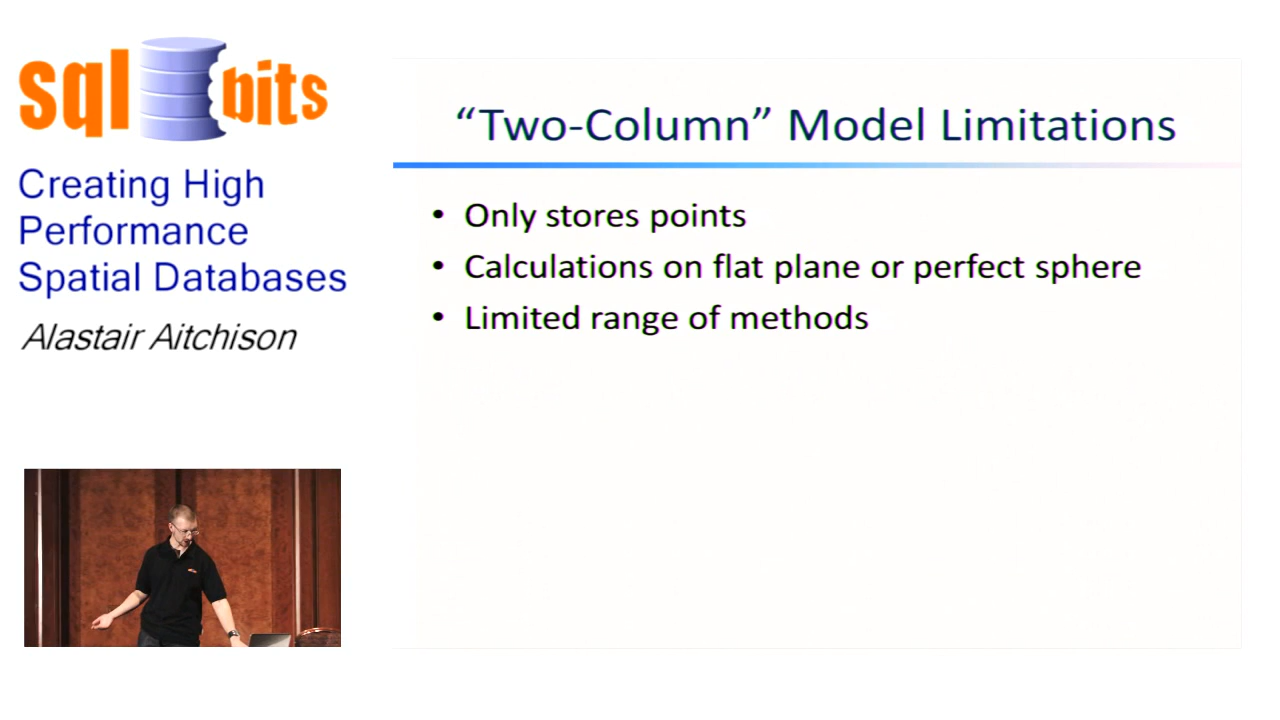 sql bits
Creating High
Performance
Spatial Databases
Alastair Aitchison
“Two-Column” Model Limitations
• Only stores points
• Calculations on flat plane or perfect sphere
• Limited range of methods